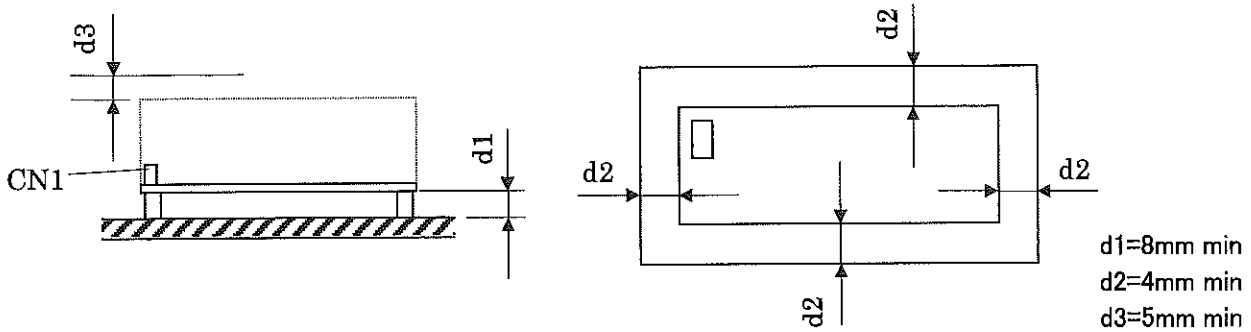 d3
CN1
d1
d2
d2
d2
d2
d1=8mm min
d2=4mm min
d3=5mm min